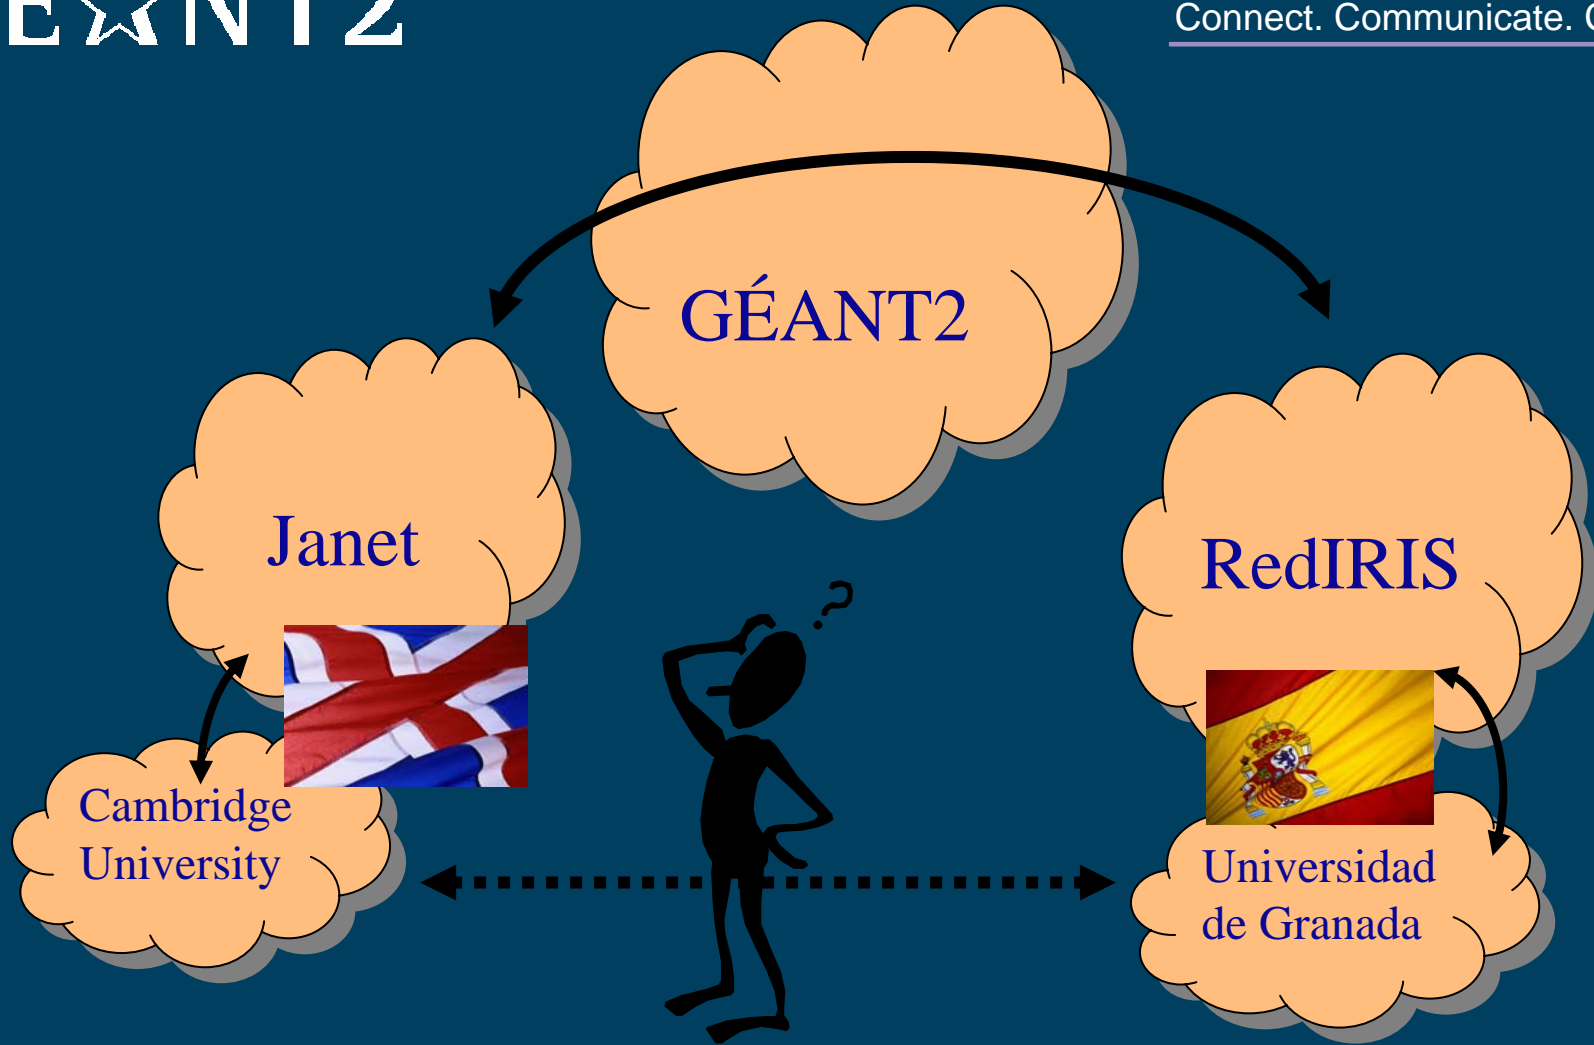 Connect. Communicate.
GÉANT2
Janet
RedIRIS
?
Cambridge
University
Universidad
de Granada